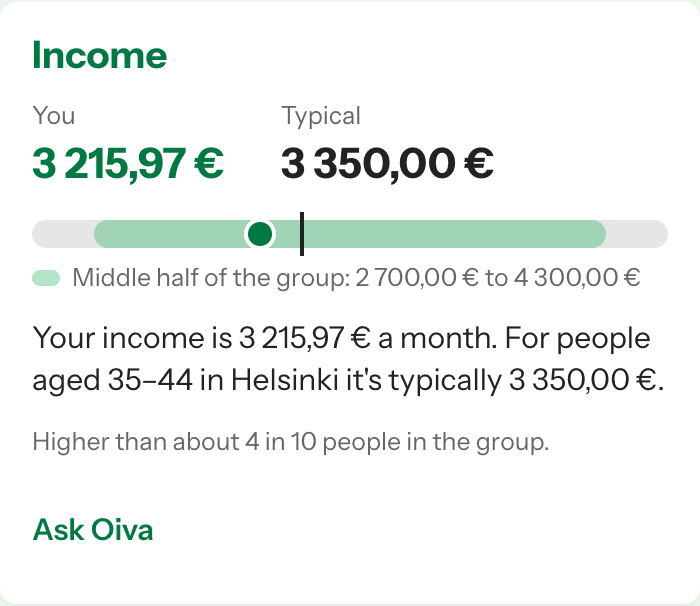 Income
You
Typical
3 215,97 €
3 350,00 €
Middle half of the group: 2 700,00 € to 4 300,00 €
Your income is 3 215,97 € a month. For people
aged 35–44 in Helsinki it's typically 3 350,00 €.
Higher than about 4 in 10 people in the group.
Ask Oiva